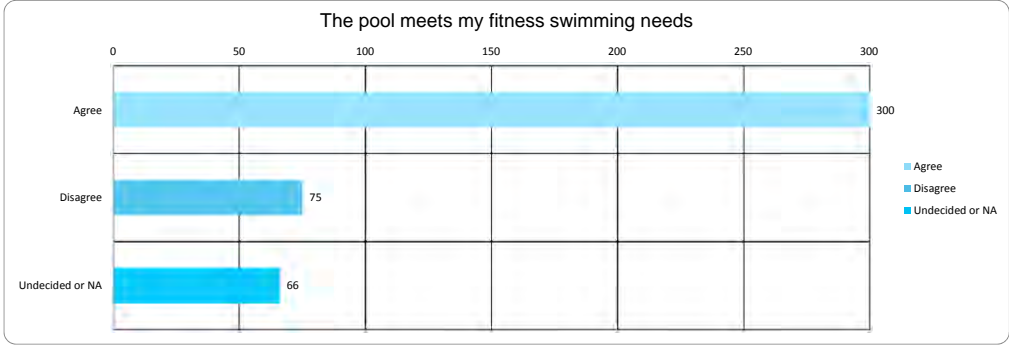 The pool meets my fitness swimming needs
0 50 100 150 200 250 300
Agree 300
Disagree 75
Undecided or NA 66
Agree
Disagree
Undecided or NA